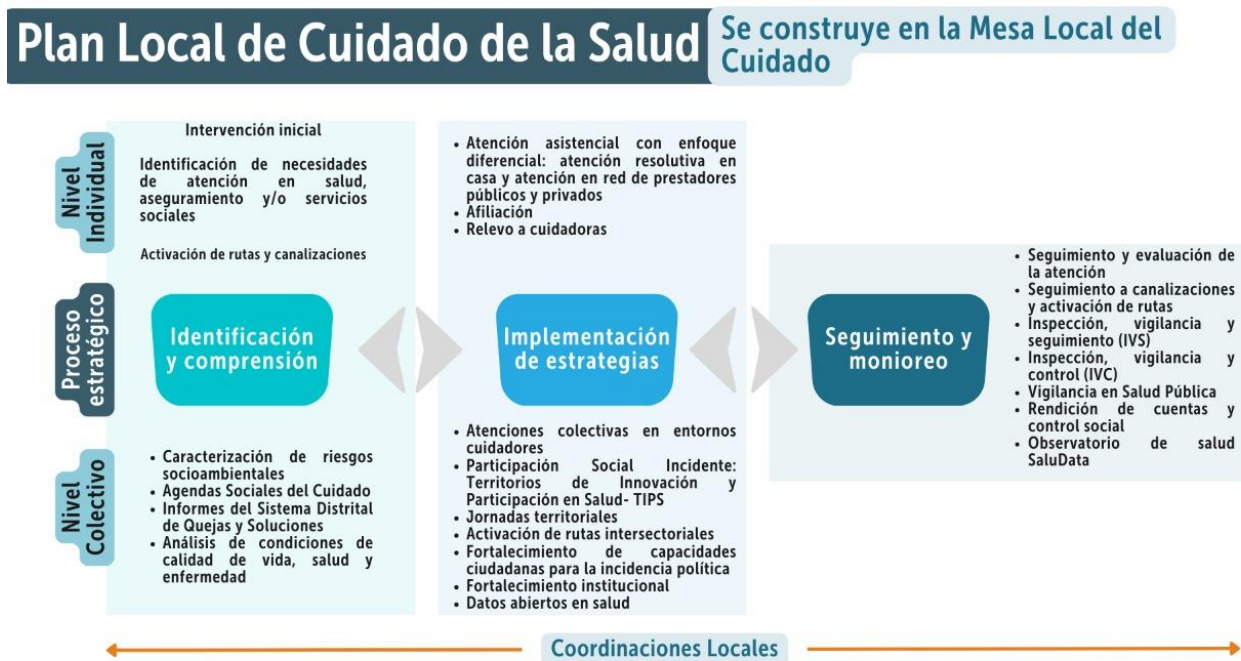 Plan Local de Cuidado de la Salud
Se construye en la Mesa Local del
Cuidado
Nivel
Individual
Intervención inicial
Identificación de necesidades
de atención en salud,
aseguramiento y/o servicios
sociales
Activación de rutas y canalizaciones
• Atención asistencial con enfoque
diferencial: atención resolutiva en
casa y atención en red de prestadores
públicos y privados
• Afiliación
• Relevo a cuidadoras
Proceso
estratégico
Identificación
y comprensión
Implementación
de estrategias
Seguimiento y
monioreo
• Seguimiento y evaluación de
la atención
• Seguimiento a canalizaciones
y activación de rutas
• Inspección, vigilancia y
seguimiento (IVS)
• Inspección, vigilancia y
control (IVC)
• Vigilancia en Salud Pública
• Rendición de cuentas y
control social
• Observatorio de salud
SaluData
Nivel
Colectivo
• Caracterización de riesgos
socioambientales
• Agendas Sociales del Cuidado
• Informes del Sistema Distrital
de Quejas y Soluciones
• Análisis de condiciones de
calidad de vida, salud y
enfermedad
• Atenciones colectivas en entornos
cuidadores
• Participación Social Incidente:
Territorios de Innovación y
Participación en Salud- TIPS
• Jornadas territoriales
• Activación de rutas intersectoriales
• Fortalecimiento de capacidades
ciudadanas para la incidencia política
• Fortalecimiento institucional
• Datos abiertos en salud
Coordinaciones Locales